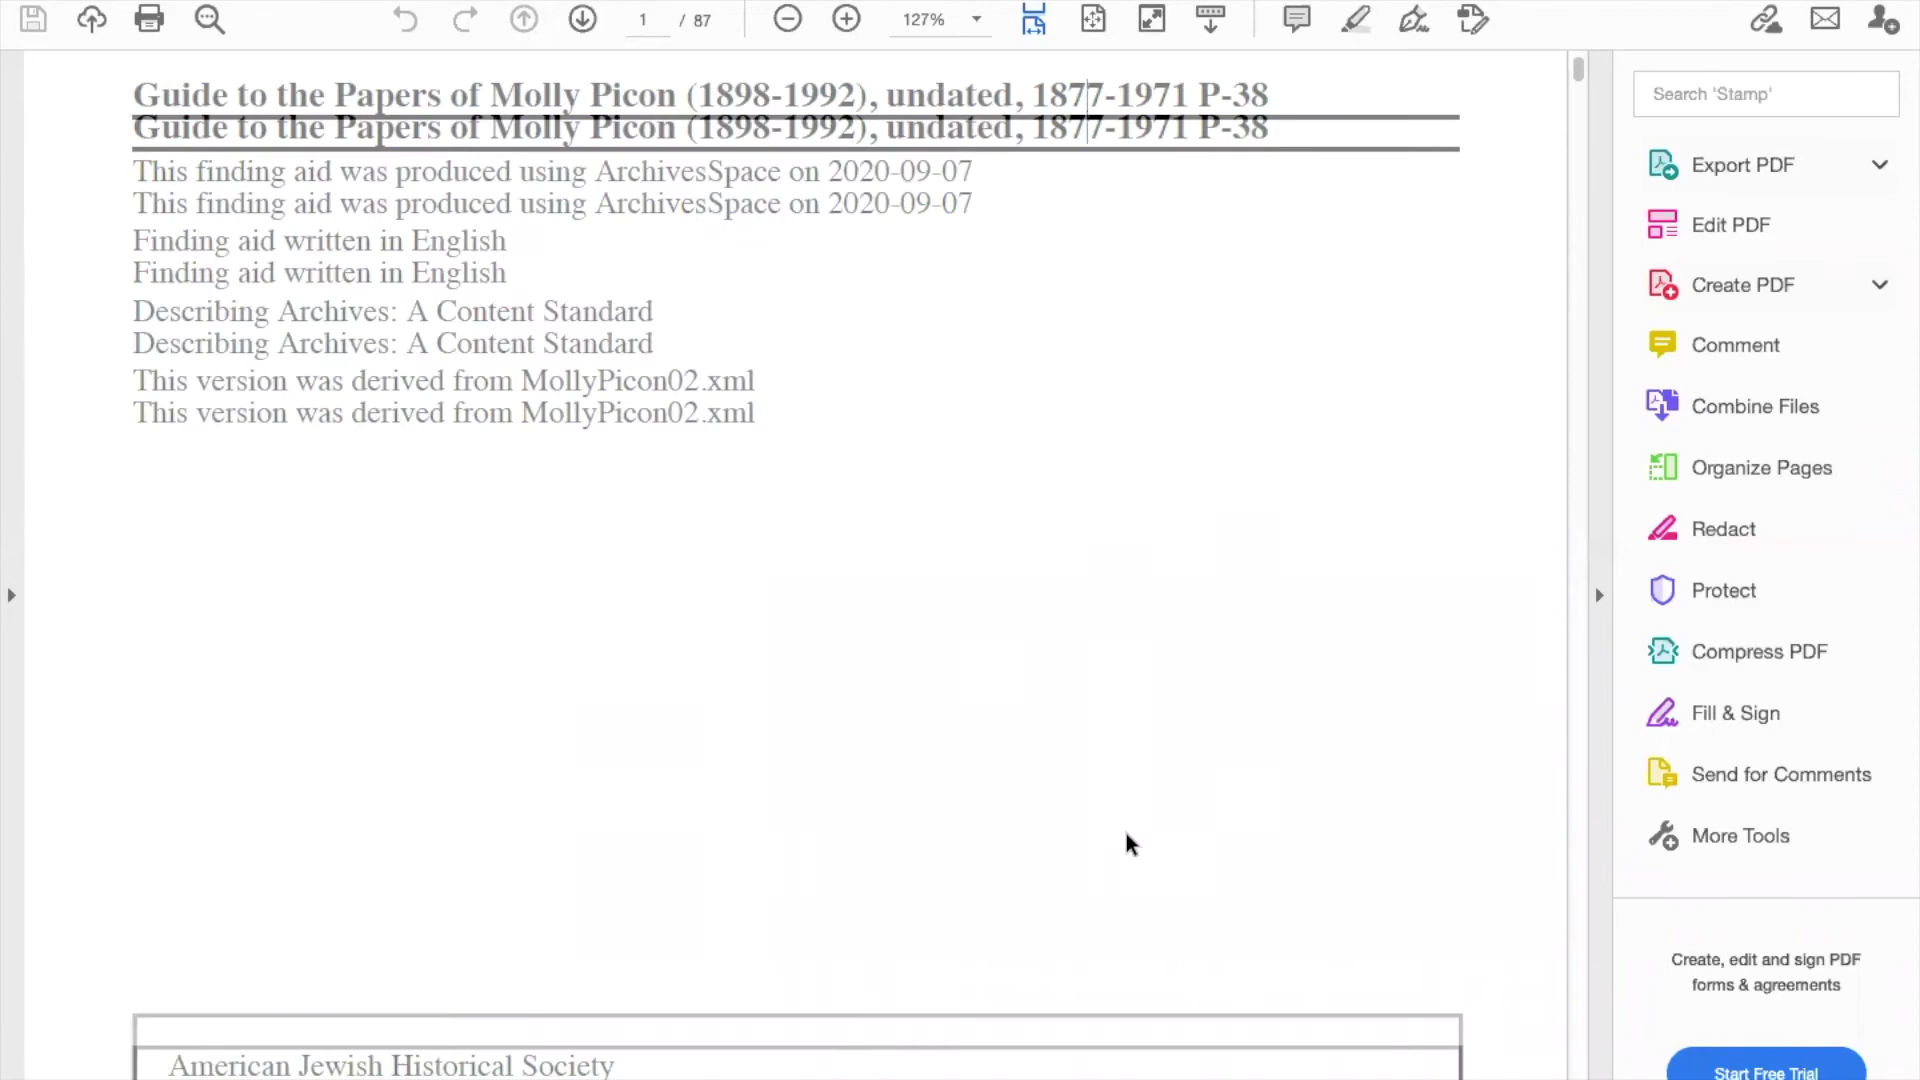 1 / 87
127%
Guide to the Papers of Molly Picon (1898-1992), undated, 1877-1971 P-38
Guide to the Papers of Molly Picon (1898-1992), undated, 1877-1971 P-38
This finding aid was produced using ArchivesSpace on 2020-09-07
This finding aid was produced using ArchivesSpace on 2020-09-07
Finding aid written in English
Finding aid written in English
Describing Archives: A Content Standard
Describing Archives: A Content Standard
This version was derived from MollyPicon02.xml
This version was derived from MollyPicon02.xml
American Jewish Historical Society
Search 'Stamp'
Export PDF
Edit PDF
Create PDF
Comment
Combine Files
Organize Pages
Redact
Protect
Compress PDF
Fill & Sign
Send for Comments
More Tools
Create, edit and sign PDF
forms & agreements
Start Free Trial